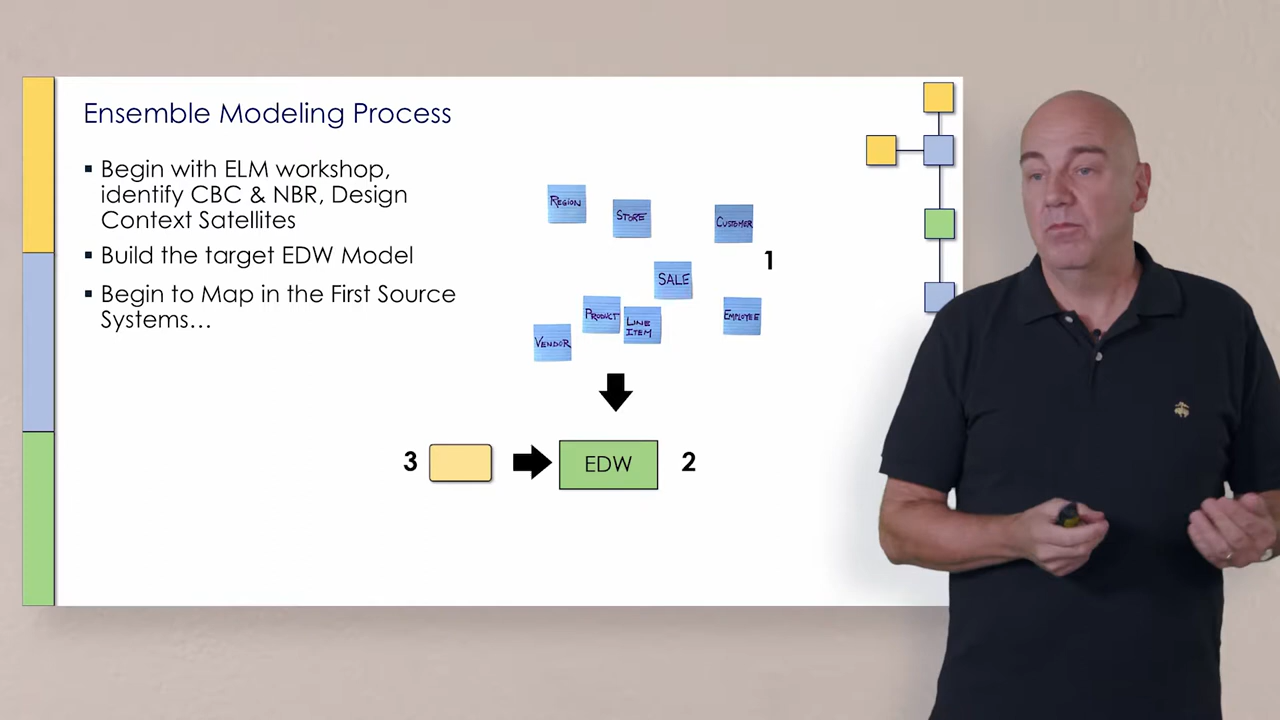 Ensemble Modeling Process
▪ Begin with ELM workshop,
identify CBC & NBR, Design
Context Satellites
▪ Build the target EDW Model
▪ Begin to Map in the First Source
Systems…
REGION
STORE
CUSTOMER
1
SALE
PRODUCT
LINE
ITEM
EMPLOYEE
VENDOR
3
EDW
2